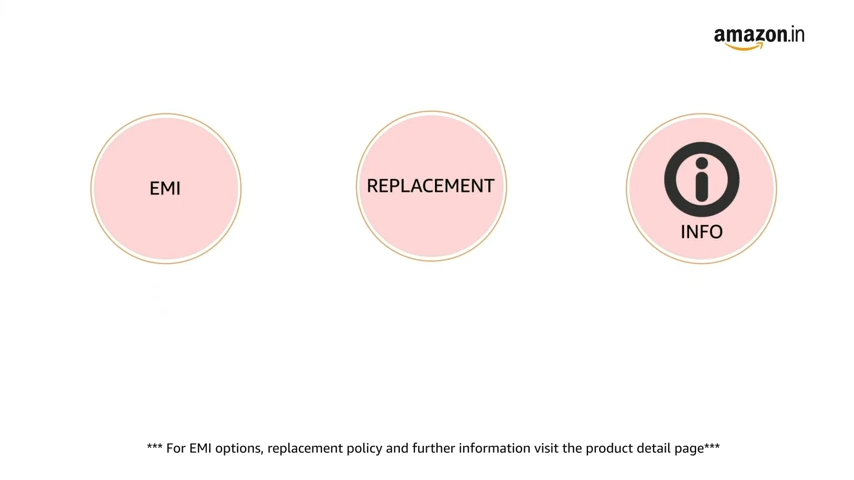 amazon.in
EMI
REPLACEMENT
INFO
*** For EMI options, replacement policy and further information visit the product detail page***